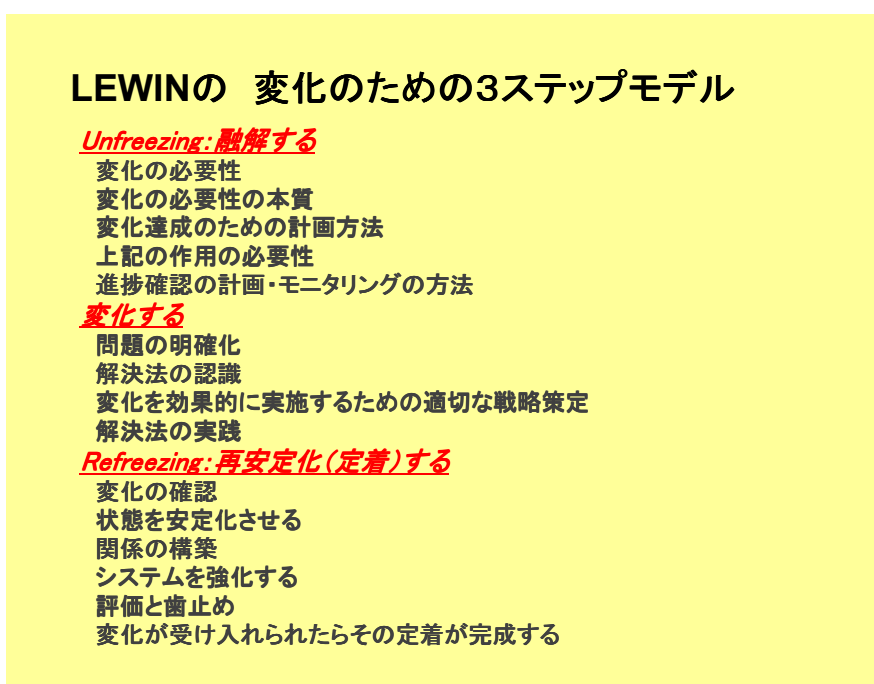 LEWINの 変化のための３ステップモデル
Unfreezing:融解する
変化の必要性
変化の必要性の本質
変化達成のための計画方法
上記の作用の必要性
進捗確認の計画・モニタリングの方法
変化する
問題の明確化
解決法の認識
変化を効果的に実施するための適切な戦略策定
解決法の実践
Refreezing:再安定化(定着)する
変化の確認
状態を安定化させる
関係の構築
システムを強化する
評価と歯止め
変化が受け入れられたらその定着が完成する